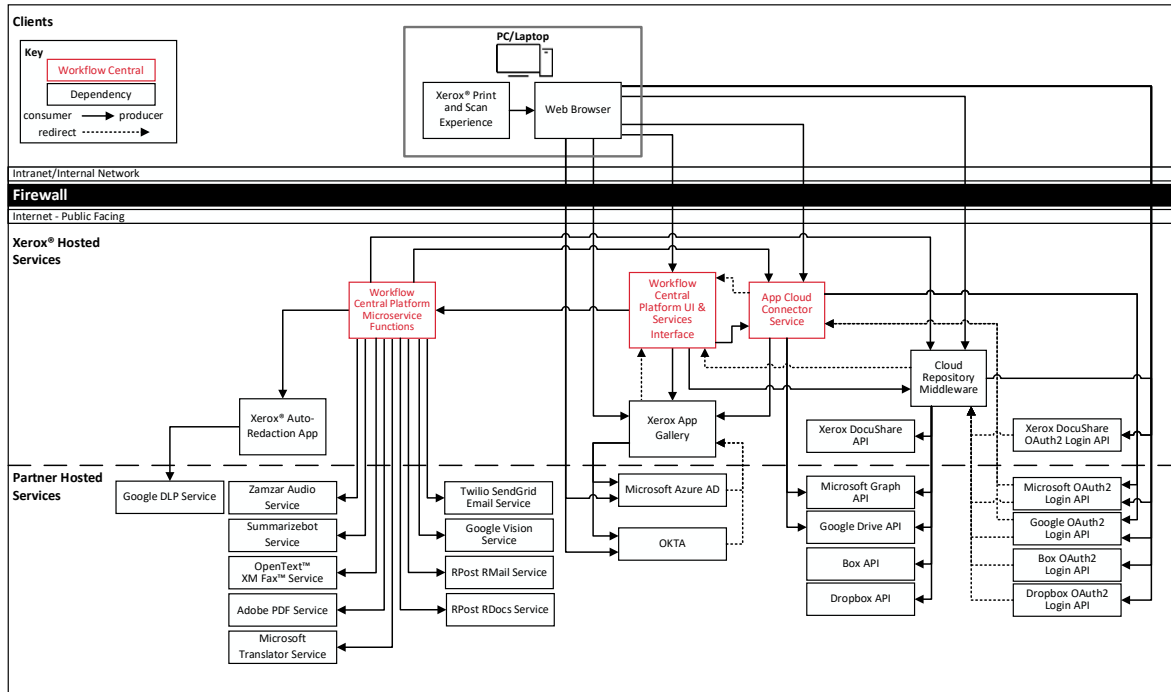 Clients
Key
Workflow Central
Dependency
consumer
producer
redirect
PC/Laptop
Xerox® Print
and Scan
Experience
Web Browser
Intranet/Internal Network
Firewall
Internet - Public Facing
Xerox® Hosted
Services
Workflow
Central Platform
Microservice
Functions
Workflow
Central
Platform UI &
Services
Interface
App Cloud
Connector
Service
Cloud
Repository
Middleware
Xerox® Auto-
Redaction App
Xerox App
Gallery
Xerox DocuShare
API
Xerox DocuShare
OAuth2 Login API
Partner Hosted
Services
Google DLP Service
Zamzar Audio
Service
Summarizebot
Service
OpenText™
XM Fax™ Service
Adobe PDF Service
Microsoft
Translator Service
Twilio SendGrid
Email Service
Google Vision
Service
RPost RMail Service
RPost RDocs Service
Microsoft Azure AD
OKTA
Microsoft Graph
API
Google Drive API
Box API
Dropbox API
Microsoft OAuth2
Login API
Google OAuth2
Login API
Box OAuth2
Login API
Dropbox OAuth2
Login API